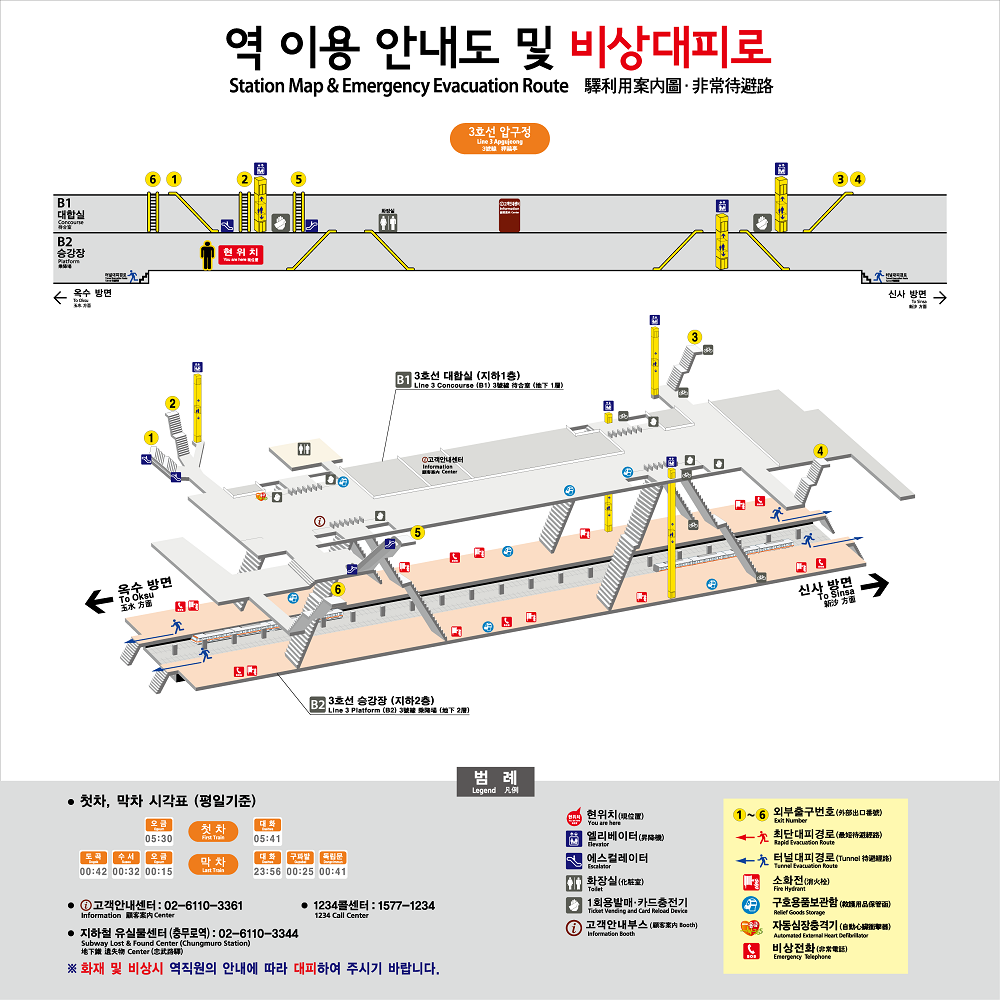 역 이용 안내도 및 비상대피로
Station Map & Emergency Evacuation Route 驛利用案内圖·非常待避路
3호선 압구정
Line 3 Apgujeong
6 1 2 5 3 4
B1
대합실
Concourse
待合室
화장실
Information
B2
승강장
Platform
乘降場
현위치
You are here 現位置
터널대피경로
터널대피경로
옥수 방면
To Oksu
玉水 方面
신사 방면
To Sinsa
新沙 方面
3
2
1
B1 3호선 대합실 (지하1층)
Line 3 Concourse (B1) 3號線 待合室 (地下 1層)
고객안내센터
Information
顧客案內 Center
4
5
6
옥수 방면
To Oksu
玉水 方面
신사 방면
To Sinsa
新沙 方面
B2 3호선 승강장 (지하2층)
Line 3 Platform (B2) 3號線 乘降場 (地下 2層)
범 례
Legend 凡例
• 첫차, 막차 시각표 (평일기준)
오금 첫차 대화
First Train
05:30 05:41
도곡 수서 오금 막차 대화 구파발 독립문
Last Train
00:42 00:32 00:15 23:56 00:25 00:41
• 고객안내센터 : 02-6110-3361
Information 顧客案內 Center
• 1234콜센터 : 1577-1234
1234 Call Center
• 지하철 유실물센터 (충무로역) : 02-6110-3344
Subway Lost & Found Center (Chungmuro Station)
地下鐵 遺失物 Center (忠武路驛)
※ 화재 및 비상시 역직원의 안내에 따라 대피하여 주시기 바랍니다.
현위치(現位置)
You are here
엘리베이터(昇降機)
Elevator
에스컬레이터
Escalator
화장실(化粧室)
Toilet
1회용발매·카드충전기
Ticket Vending and Card Reload Device
고객안내부스 (顧客案內 Booth)
Information Booth
1 ~ 6 외부출구번호(外部出口番號)
Exit Number
최단대피경로(最短待避經路)
Rapid Evacuation Route
터널대피경로(Tunnel 待避經路)
Tunnel Evacuation Route
소화전(消火栓)
Fire Hydrant
구호용품보관함(救護用品保管函)
Relief Goods Storage
자동심장충격기(自動心臟衝擊器)
Automated External Heart Defibrillator
비상전화(非常電話)
Emergency Telephone
SOS